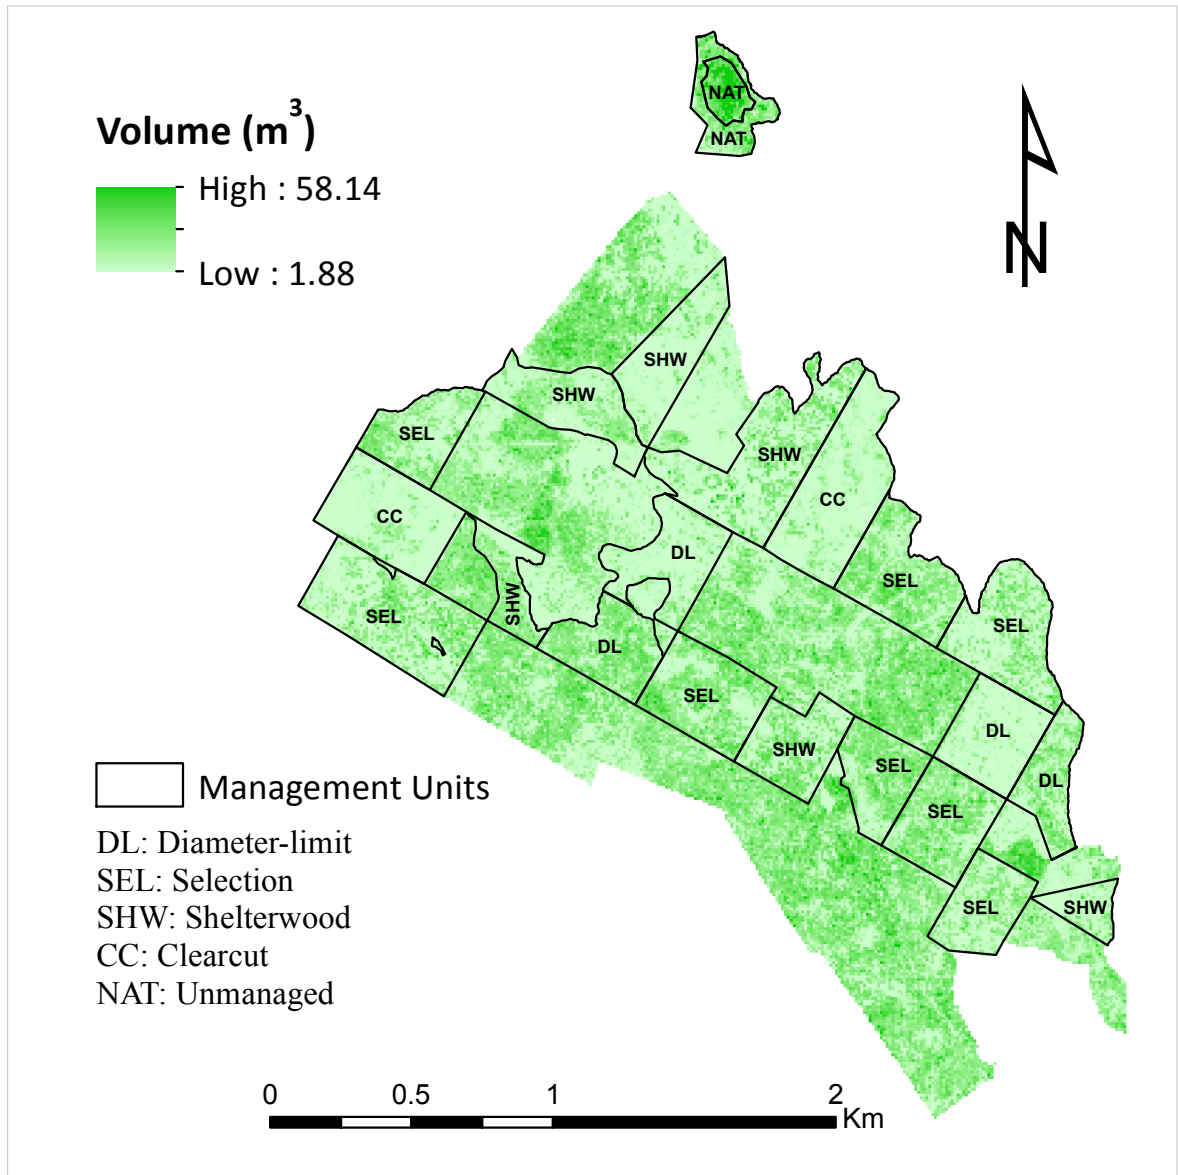 NAT
NAT
Volume (m³)
High : 58.14
Low : 1.88
N
SHW
SHW
SEL
SHW
CC
CC
DL
SEL
SHW
SEL
SEL
DL
SEL
DL
SHW
SEL
DL
SEL
SEL
SHW
Management Units
DL: Diameter-limit
SEL: Selection
SHW: Shelterwood
CC: Clearcut
NAT: Unmanaged
0 0.5 1 2
Km